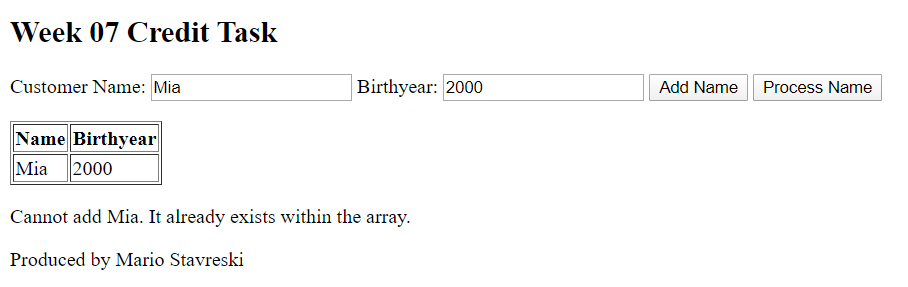 Week 07 Credit Task
Customer Name: Mia Birthyear: 2000 Add Name Process Name
Name Birthyear
Mia 2000
Cannot add Mia. It already exists within the array.
Produced by Mario Stavreski